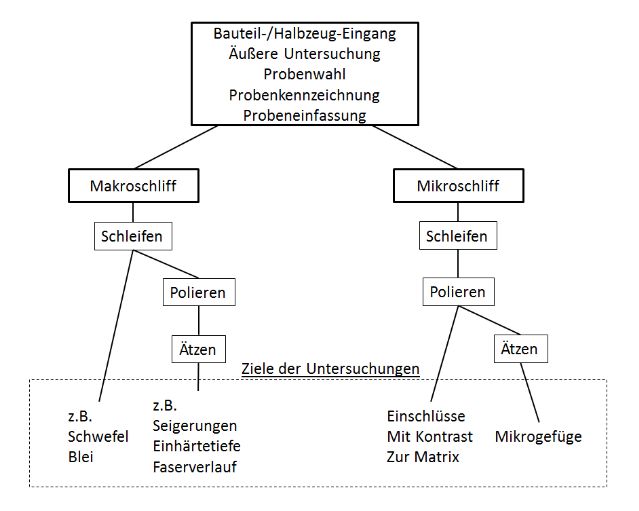 Bauteil-/Halbzeug-Eingang
Äußere Untersuchung
Probenwahl
Probenkennzeichnung
Probeneinfassung
Makroschliff
Mikroschliff
Schleifen
Schleifen
Polieren
Polieren
Ätzen
Ätzen
Ziele der Untersuchungen
z.B.
Schwefel
Blei
z.B.
Seigerungen
Einhärtetiefe
Faserverlauf
Einschlüsse
Mit Kontrast
Zur Matrix
Mikrogefüge